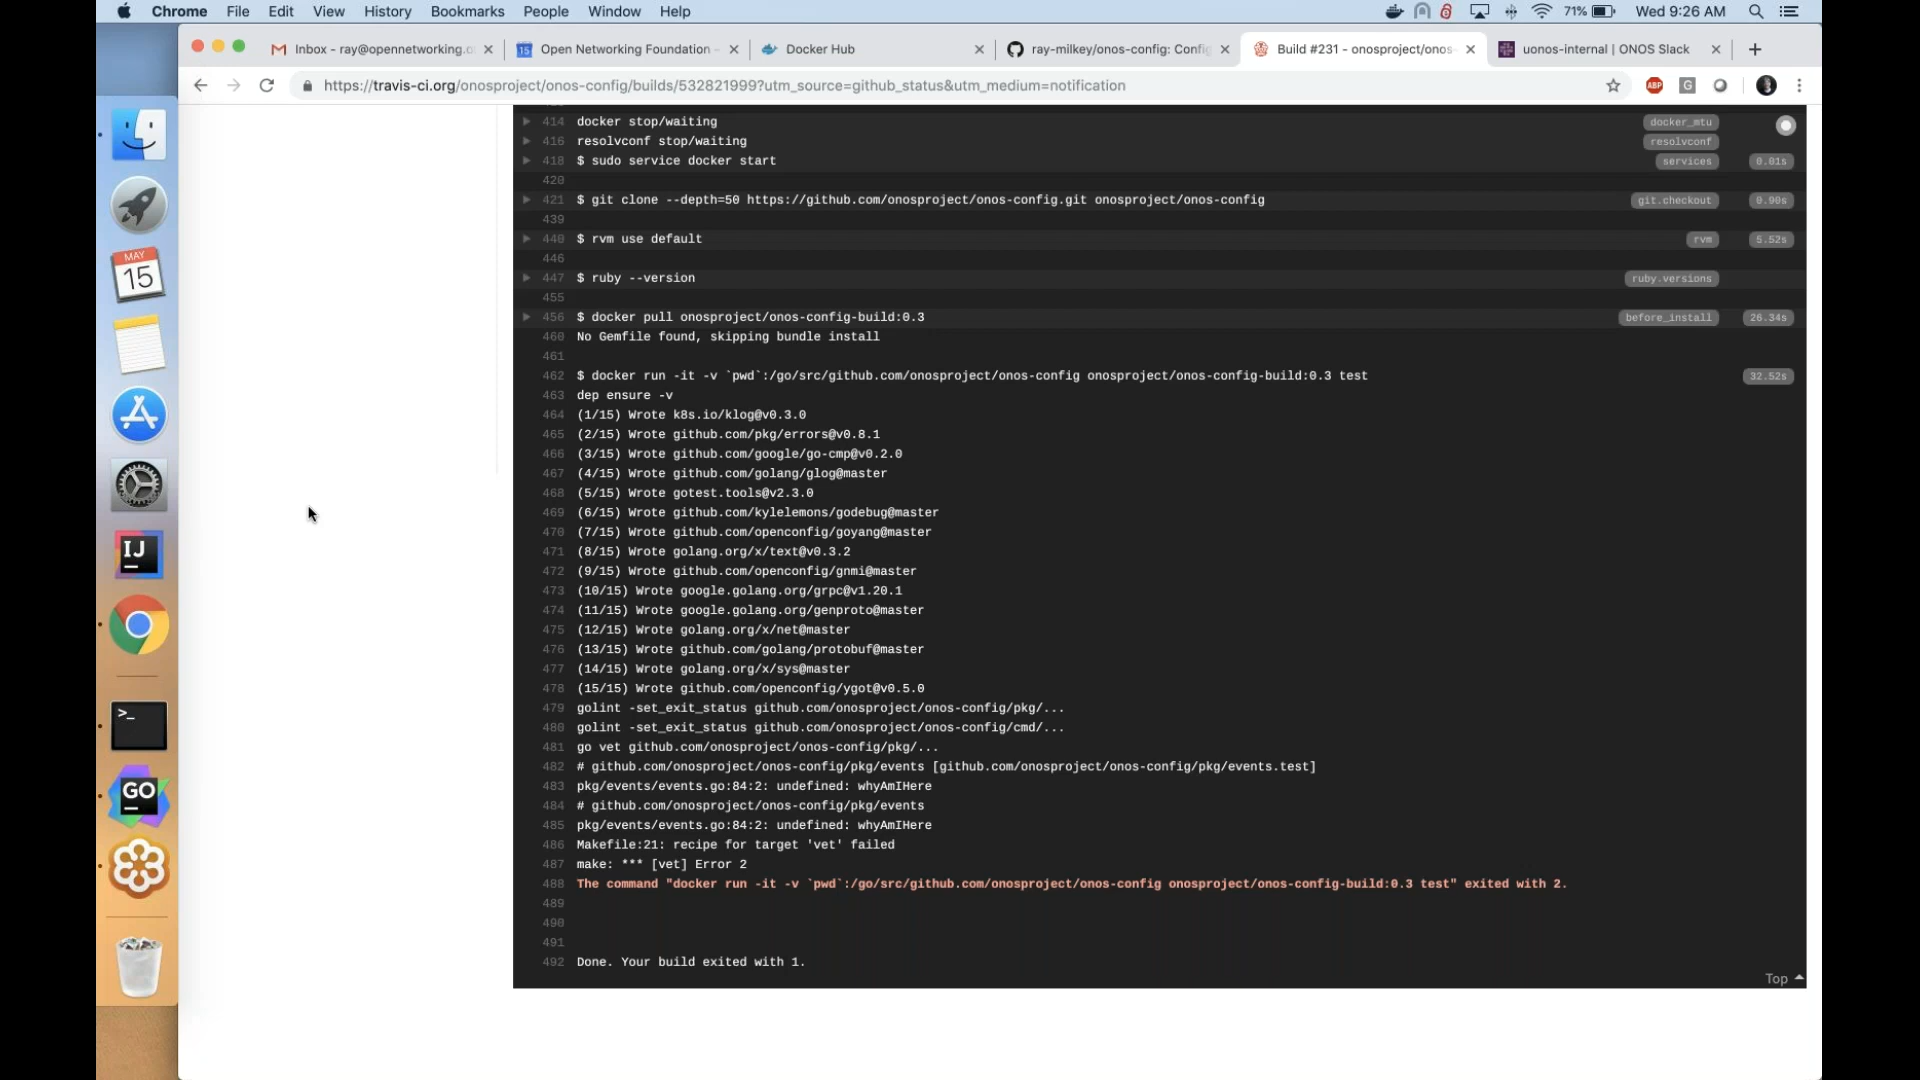 Chrome File Edit View History Bookmarks People Window Help 71% Wed 9:26 AM
Inbox - ray@opennetworking.o
15 Open Networking Foundation -
Docker Hub
ray-milkey/onos-config: Config
Build #231 - onosproject/onos-
uonos-internal | ONOS Slack
https://travis-ci.org/onosproject/onos-config/builds/532821999?utm_source=github_status&utm_medium=notification
ABP G
MAY
15
IJ
>_
GO
414 docker stop/waiting docker_mtu
416 resolvconf stop/waiting resolvconf
418 $ sudo service docker start services 0.01s
420
421 $ git clone --depth=50 https://github.com/onosproject/onos-config.git onosproject/onos-config git.checkout 0.90s
439
440 $ rvm use default rvm 5.52s
446
447 $ ruby --version ruby.versions
455
456 $ docker pull onosproject/onos-config-build:0.3 before_install 26.34s
460 No Gemfile found, skipping bundle install
461
462 $ docker run -it -v `pwd`:/go/src/github.com/onosproject/onos-config onosproject/onos-config-build:0.3 test 32.52s
463 dep ensure -v
464 (1/15) Wrote k8s.io/klog@v0.3.0
465 (2/15) Wrote github.com/pkg/errors@v0.8.1
466 (3/15) Wrote github.com/google/go-cmp@v0.2.0
467 (4/15) Wrote github.com/golang/glog@master
468 (5/15) Wrote gotest.tools@v2.3.0
469 (6/15) Wrote github.com/kylelemons/godebug@master
470 (7/15) Wrote github.com/openconfig/goyang@master
471 (8/15) Wrote golang.org/x/text@v0.3.2
472 (9/15) Wrote github.com/openconfig/gnmi@master
473 (10/15) Wrote google.golang.org/grpc@v1.20.1
474 (11/15) Wrote google.golang.org/genproto@master
475 (12/15) Wrote golang.org/x/net@master
476 (13/15) Wrote github.com/golang/protobuf@master
477 (14/15) Wrote golang.org/x/sys@master
478 (15/15) Wrote github.com/openconfig/ygot@v0.5.0
479 golint -set_exit_status github.com/onosproject/onos-config/pkg/...
480 golint -set_exit_status github.com/onosproject/onos-config/cmd/...
481 go vet github.com/onosproject/onos-config/pkg/...
482 # github.com/onosproject/onos-config/pkg/events [github.com/onosproject/onos-config/pkg/events.test]
483 pkg/events/events.go:84:2: undefined: whyAmIHere
484 # github.com/onosproject/onos-config/pkg/events
485 pkg/events/events.go:84:2: undefined: whyAmIHere
486 Makefile:21: recipe for target 'vet' failed
487 make: *** [vet] Error 2
488 The command "docker run -it -v `pwd`:/go/src/github.com/onosproject/onos-config onosproject/onos-config-build:0.3 test" exited with 2.
489
490
491
492 Done. Your build exited with 1.
Top